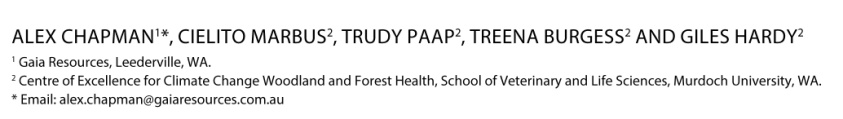 ALEX CHAPMAN¹*, CIELITO MARBUS², TRUDY PAAP², TREENA BURGESS² AND GILES HARDY²
¹ Gaia Resources, Leederville, WA.
² Centre of Excellence for Climate Change Woodland and Forest Health, School of Veterinary and Life Sciences, Murdoch University, WA.
* Email: alex.chapman@gaiaresources.com.au